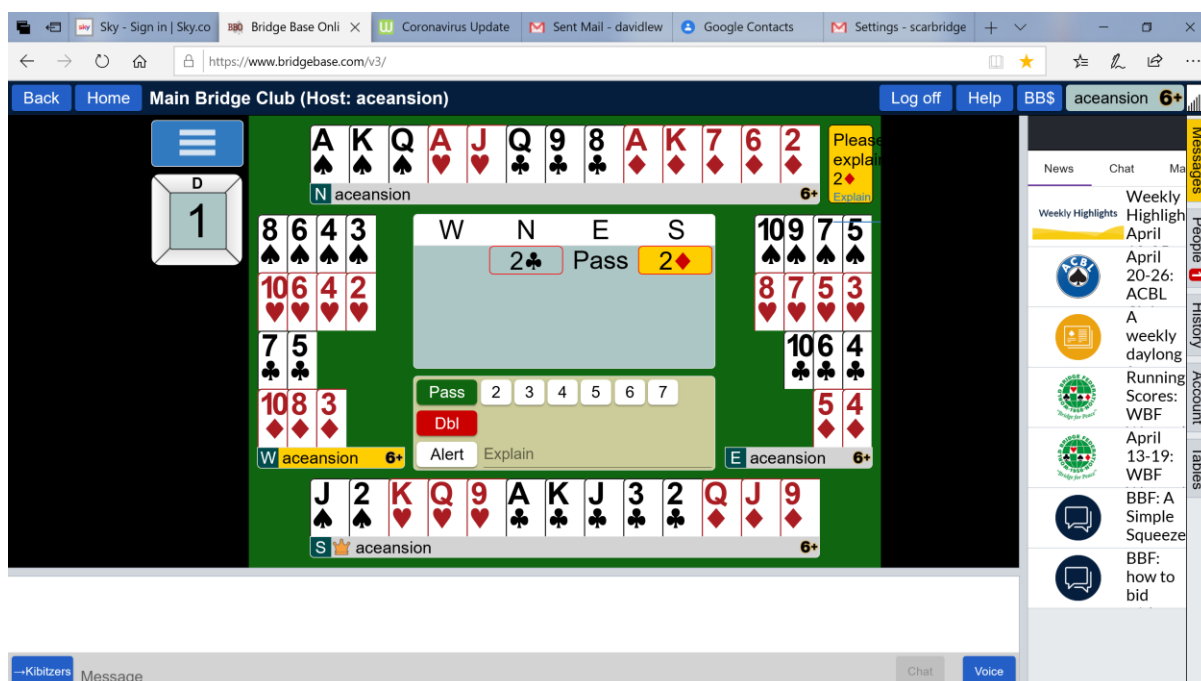 Sky - Sign in | Sky.co
Bridge Base Onli
Coronavirus Update
Sent Mail - davidlew
Google Contacts
Settings - scarbridge
https://www.bridgebase.com/v3/
Back Home Main Bridge Club (Host: aceansion) Log off Help BB$ aceansion 6+
D
1
A K Q A J Q 9 8 A K 7 6 2
♠ ♠ ♠ ♥ ♥ ♣ ♣ ♣ ♦ ♦ ♦ ♦ ♦
N aceansion 6+
Please
explain
2♦
Explain
8 6 4 3
♠ ♠ ♠ ♠
10 6 4 2
♥ ♥ ♥ ♥
7 5
♣ ♣
10 8 3
♦ ♦ ♦
W aceansion 6+
W N E S
2♣ Pass 2♦
Pass 2 3 4 5 6 7
Dbl
Alert Explain
10 9 7 5
♠ ♠ ♠ ♠
8 7 5 3
♥ ♥ ♥ ♥
10 6 4
♣ ♣ ♣
5 4
♦ ♦
E aceansion 6+
J 2 K Q 9 A K J 3 2 Q J 9
♠ ♠ ♥ ♥ ♥ ♣ ♣ ♣ ♣ ♣ ♦ ♦ ♦
S aceansion 6+
News Chat Ma
Weekly Highlights
Weekly
Highligh
April
ACBL
April
20-26:
ACBL
A
weekly
daylong
Running
Scores:
WBF
April
13-19:
WBF
BBF: A
Simple
Squeeze
BBF:
how to
bid
Messages
People 1
History
Account
Tables
→Kibitzers Message Chat Voice